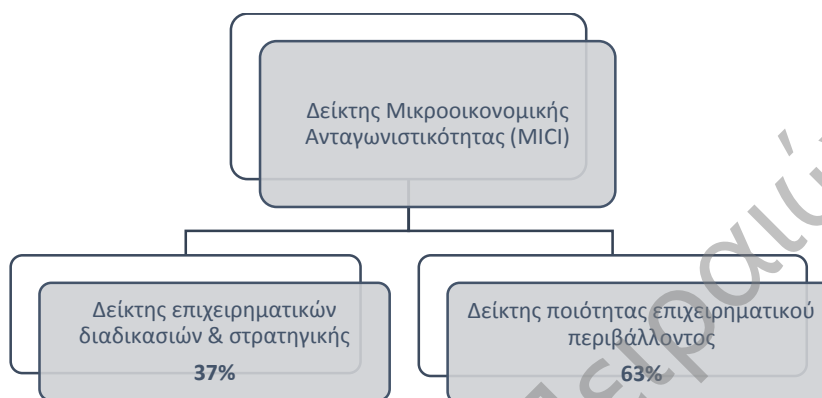 Δείκτης Μικροοικονομικής
Ανταγωνιστικότητας (MICI)
Δείκτης επιχειρηματικών
διαδικασιών & στρατηγικής
37%
Δείκτης ποιότητας επιχειρηματικού
περιβάλλοντος
63%